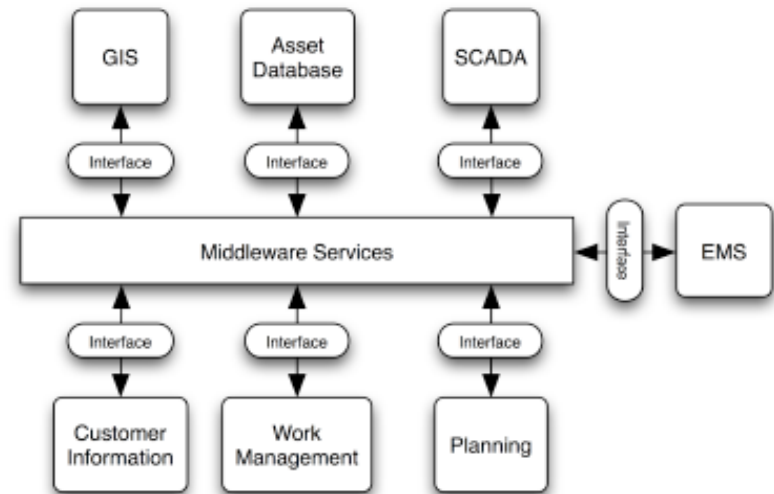 GIS
Asset
Database
SCADA
Interface
Interface
Interface
Middleware Services
Interface
EMS
Interface
Interface
Interface
Customer
Information
Work
Management
Planning